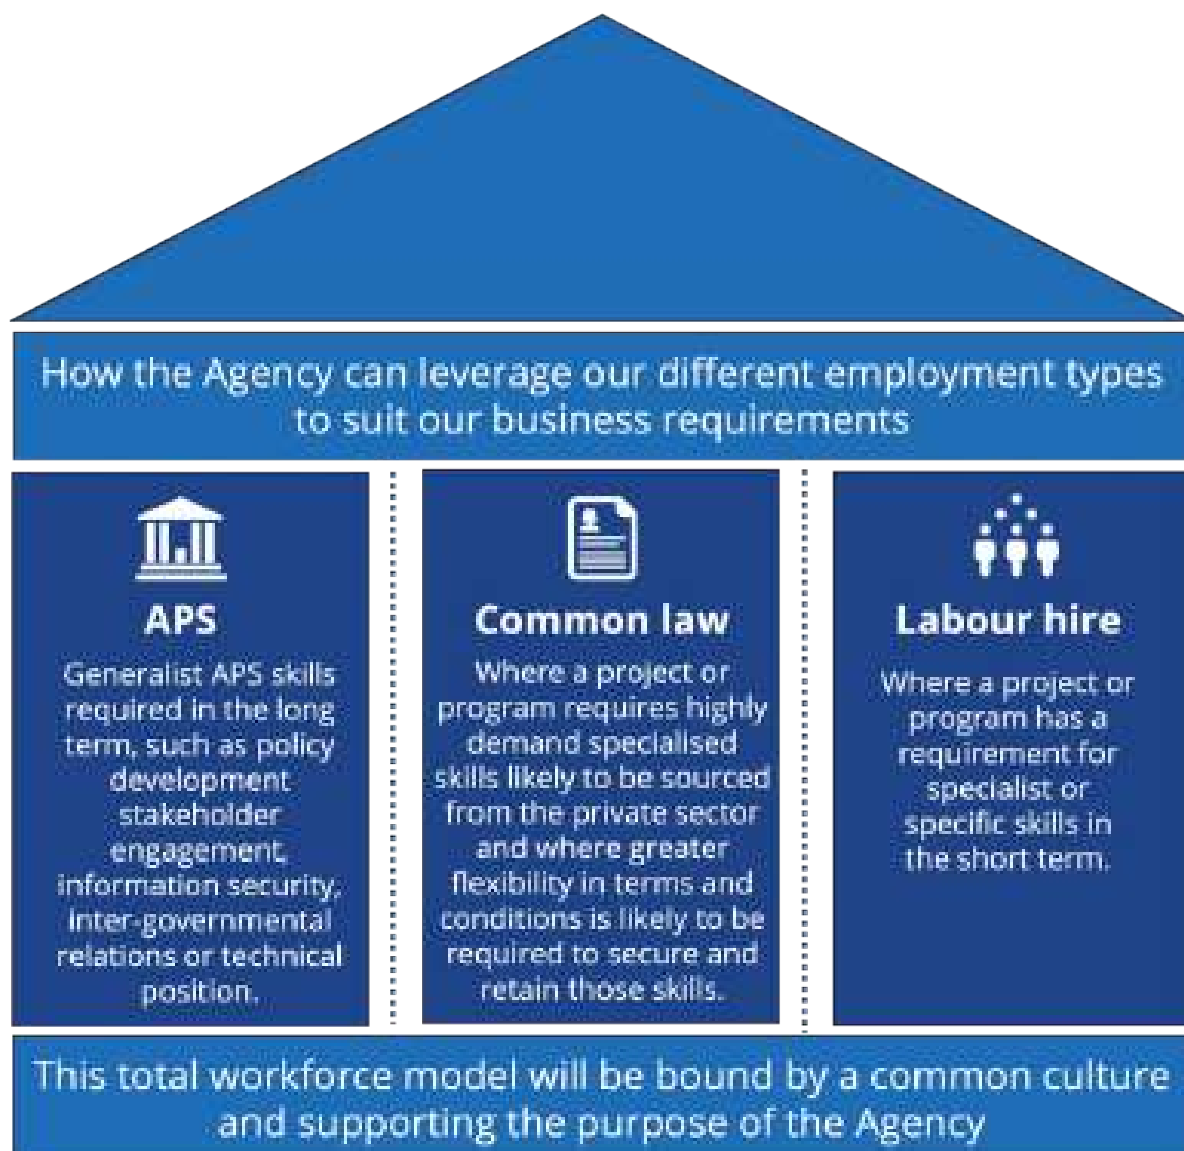 How the Agency can leverage our different employment types
to suit our business requirements
APS
Generalist APS skills
required in the long
term, such as policy
development
stakeholder
engagement,
information security,
inter-governmental
relations or technical
position.
Common law
Where a project or
program requires highly
demand specialised
skills likely to be sourced
from the private sector
and where greater
flexibility in terms and
conditions is likely to be
required to secure and
retain those skills.
Labour hire
Where a project or
program has a
requirement for
specialist or
specific skills in
the short term.
This total workforce model will be bound by a common culture
and supporting the purpose of the Agency